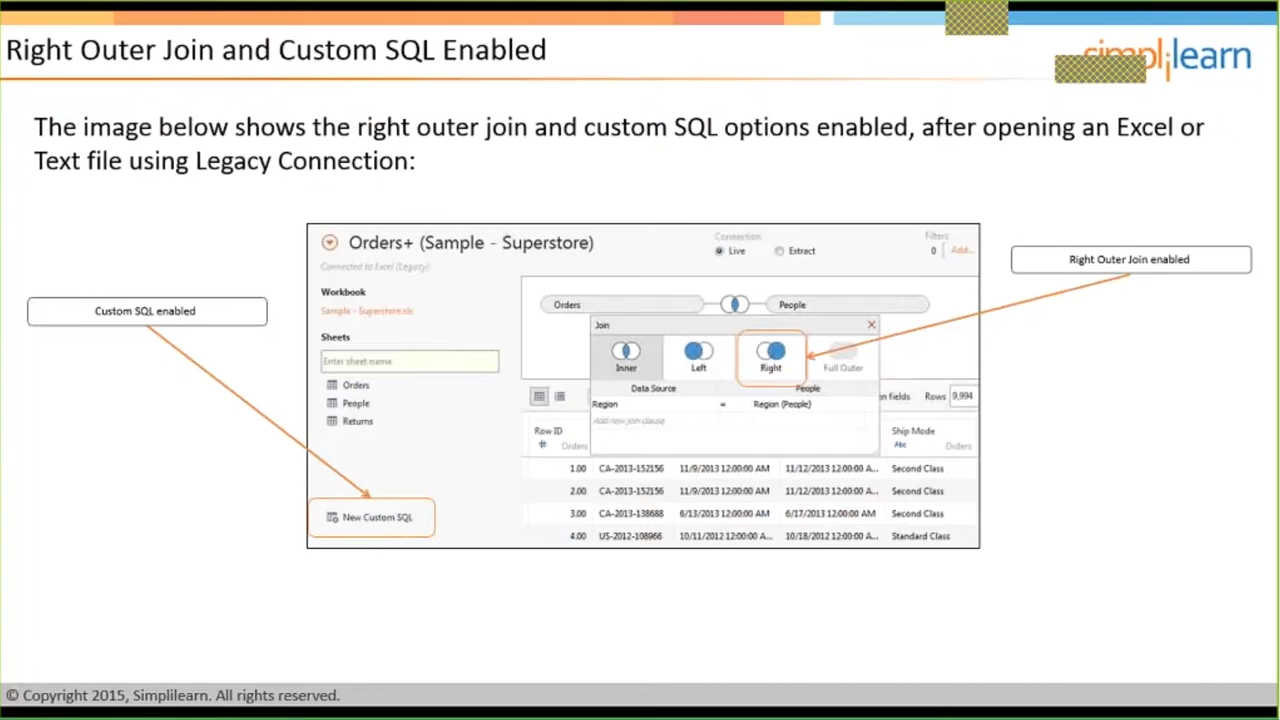 Right Outer Join and Custom SQL Enabled
simplilearn
The image below shows the right outer join and custom SQL options enabled, after opening an Excel or
Text file using Legacy Connection:
Orders+ (Sample - Superstore)
Connection
Live
Extract
Filters
0
Add...
Connected to Excel (Legacy)
Right Outer Join enabled
Custom SQL enabled
Workbook
Sample - Superstore.xls
Sheets
Enter sheet name
Orders
People
Returns
New Custom SQL
Orders
People
Join
Inner
Left
Right
Full Outer
Data Source
People
Region = Region (People)
Add new join clause
n fields
Rows
9,994
Row ID
Orders
Ship Mode
Abc
Orders
1.00 CA-2013-152156 11/9/2013 12:00:00 AM 11/12/2013 12:00:00 A... Second Class
2.00 CA-2013-152156 11/9/2013 12:00:00 AM 11/12/2013 12:00:00 A... Second Class
3.00 CA-2013-138688 6/13/2013 12:00:00 AM 6/17/2013 12:00:00 AM Second Class
4.00 US-2012-108966 10/11/2012 12:00:00 A... 10/18/2012 12:00:00 A... Standard Class
© Copyright 2015, Simplilearn. All rights reserved.